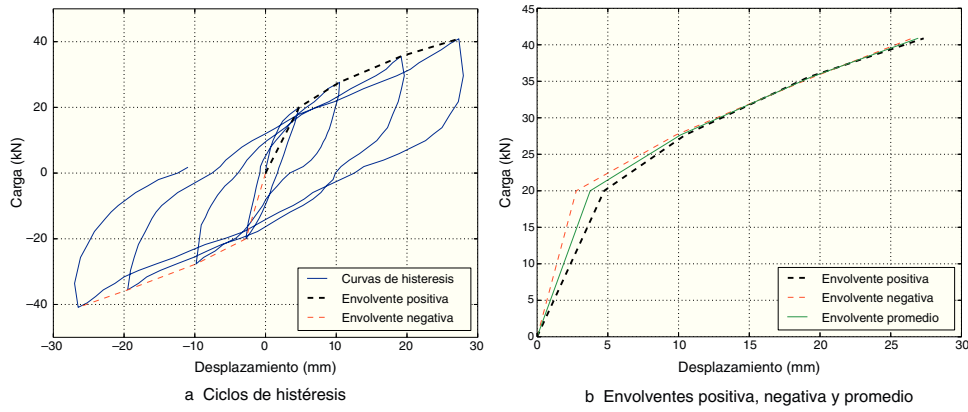 40
20
0
−20
−40
Carga (kN)
−30
−20
−10
0
10
20
30
Desplazamiento (mm)
Curvas de histeresis
Envolvente positiva
Envolvente negativa
a Ciclos de histéresis
45
40
35
30
25
20
15
10
5
0
Carga (kN)
0
5
10
15
20
25
30
Desplazamiento (mm)
Envolvente positiva
Envolvente negativa
Envolvente promedio
b Envolventes positiva, negativa y promedio